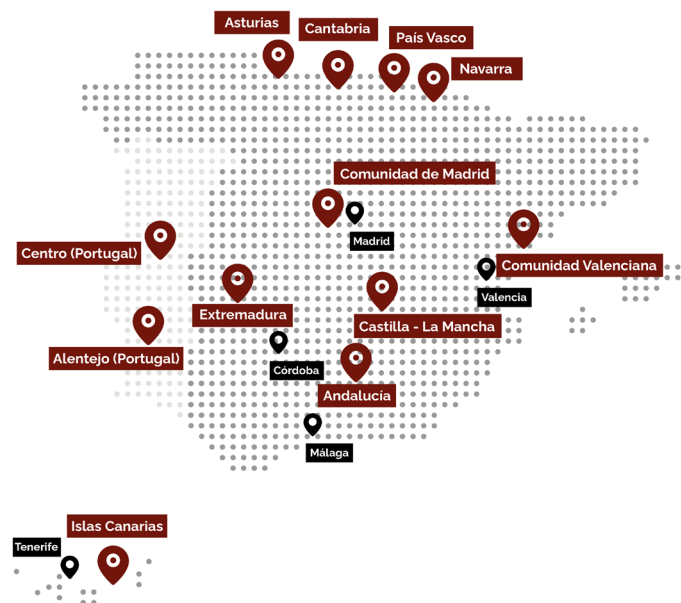 Asturias
Cantabria
País Vasco
Navarra
Comunidad de Madrid
Madrid
Centro (Portugal)
Comunidad Valenciana
Valencia
Extremadura
Castilla - La Mancha
Alentejo (Portugal)
Córdoba
Andalucía
Málaga
Islas Canarias
Tenerife